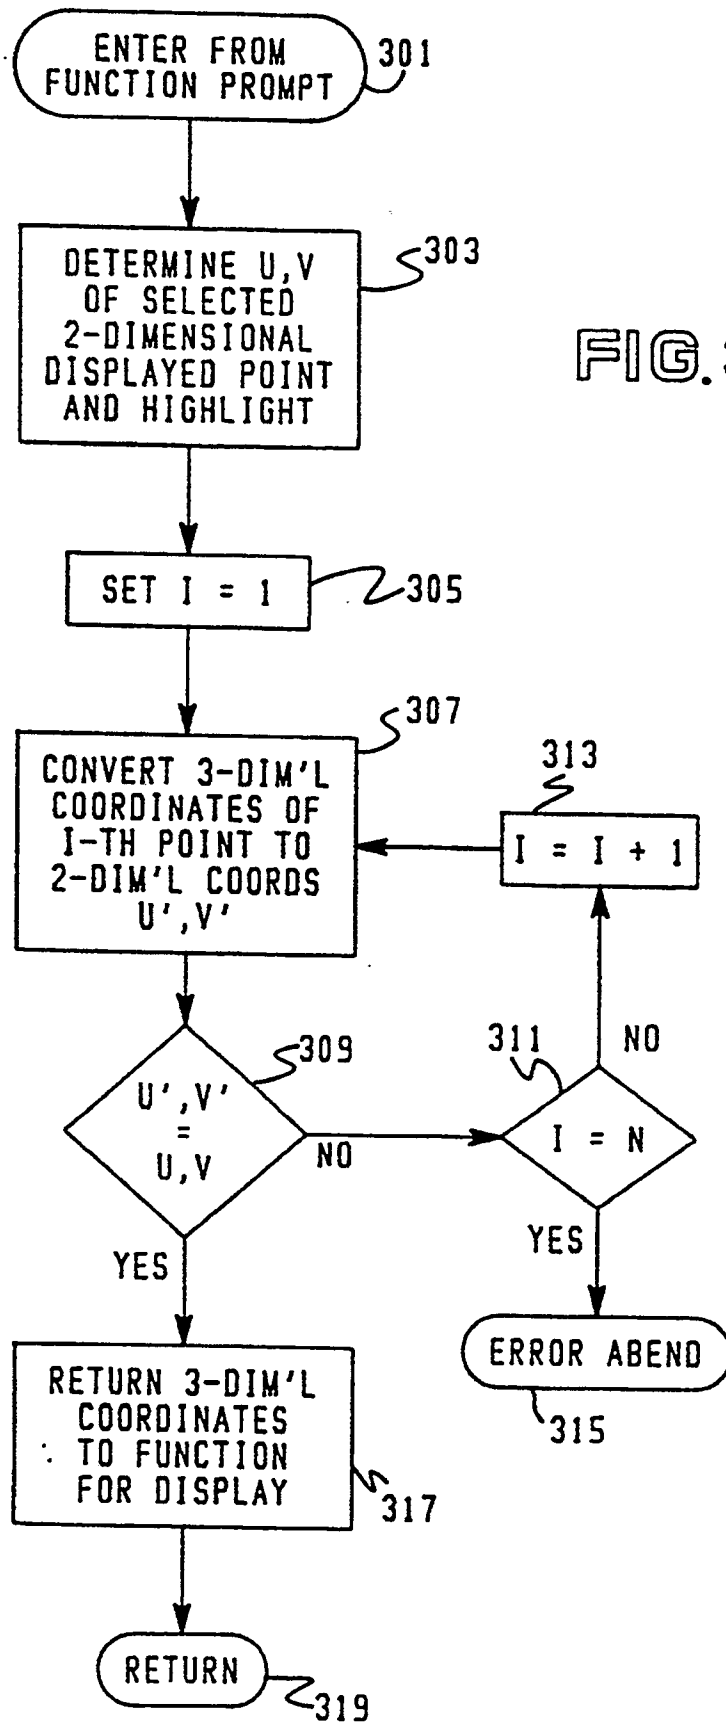 ENTER FROM
FUNCTION PROMPT
301
DETERMINE U,V
OF SELECTED
2-DIMENSIONAL
DISPLAYED POINT
AND HIGHLIGHT
303
FIG.
SET I = 1
305
CONVERT 3-DIM'L
COORDINATES OF
I-TH POINT TO
2-DIM'L COORDS
U',V'
307
313
I = I + 1
U',V'
=
U,V
309
NO
311
I = N
NO
YES
YES
ERROR ABEND
315
RETURN 3-DIM'L
COORDINATES
TO FUNCTION
FOR DISPLAY
317
RETURN
319